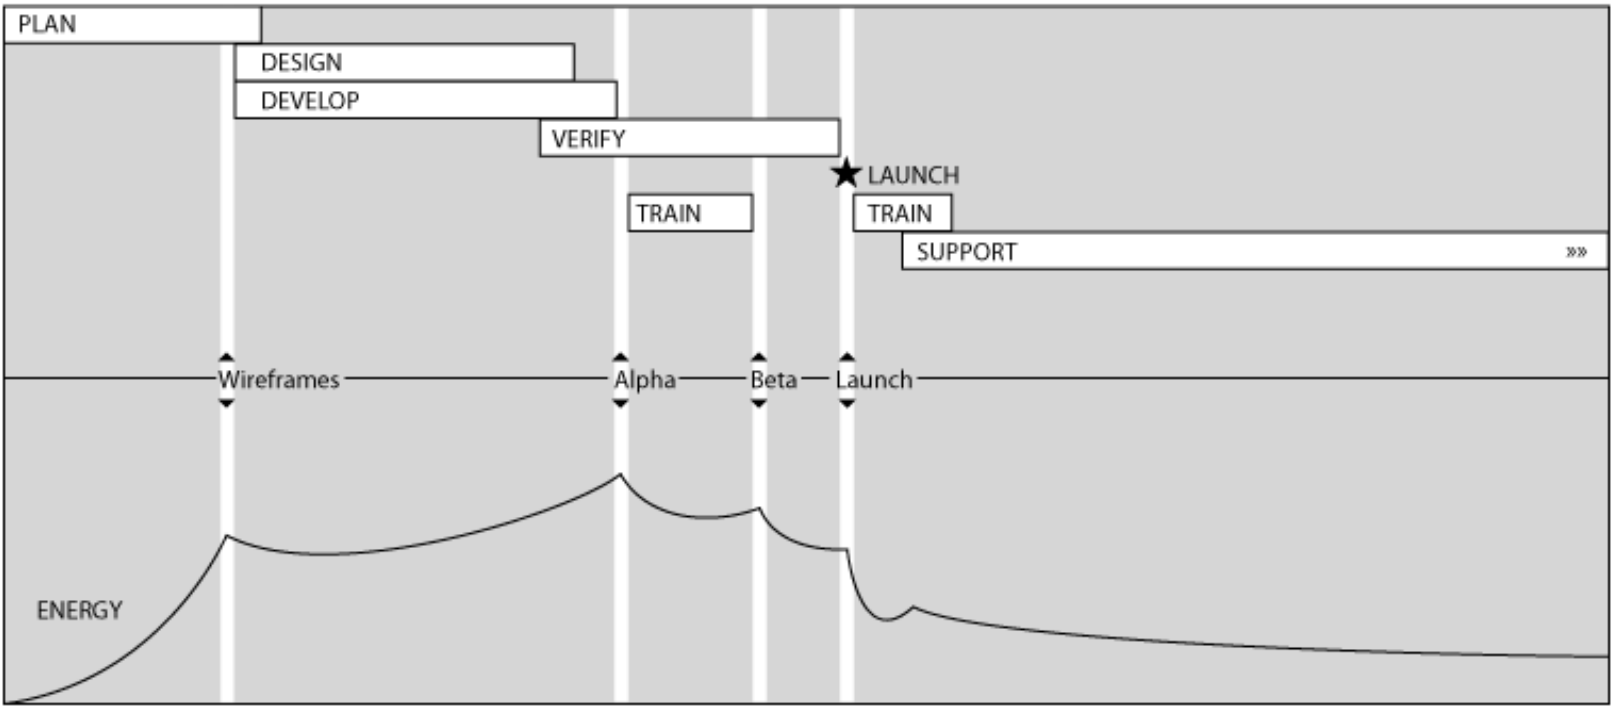 PLAN
DESIGN
DEVELOP
VERIFY
★ LAUNCH
TRAIN TRAIN
SUPPORT »»
Wireframes Alpha Beta Launch
ENERGY